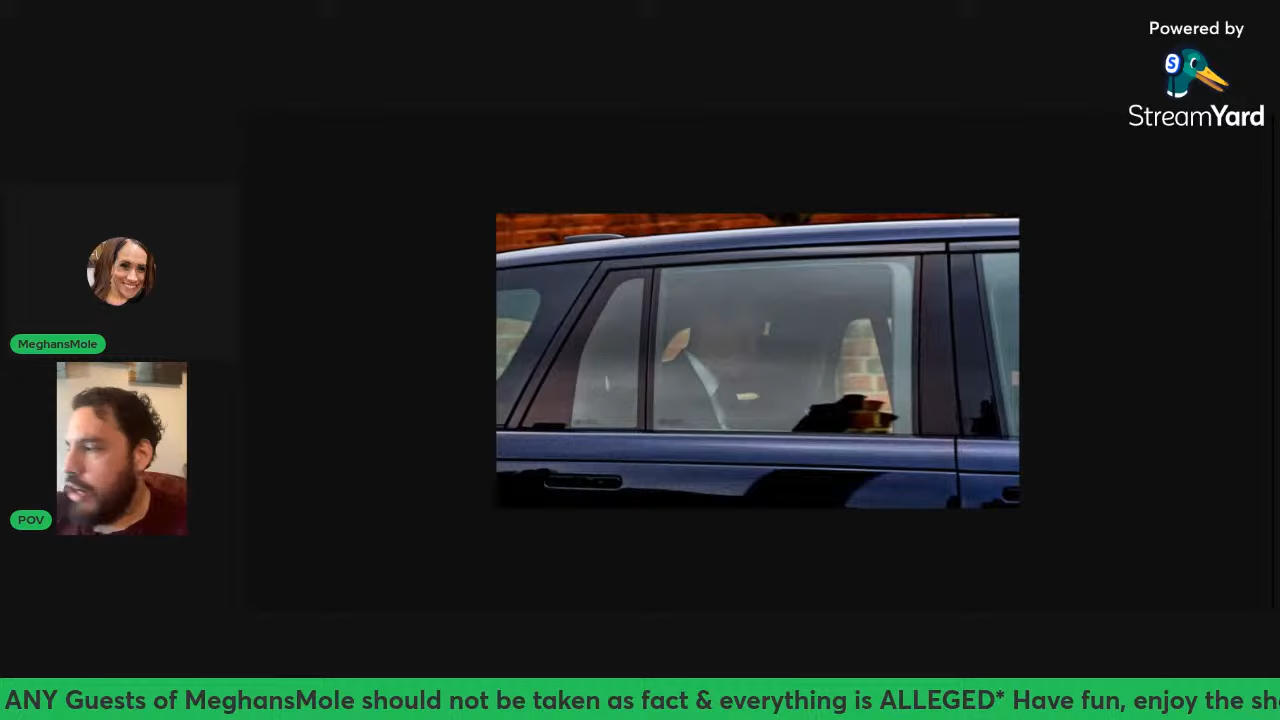 Powered by
S
StreamYard
MeghansMole
POV
ANY Guests of MeghansMole should not be taken as fact & everything is ALLEGED* Have fun, enjoy the sh